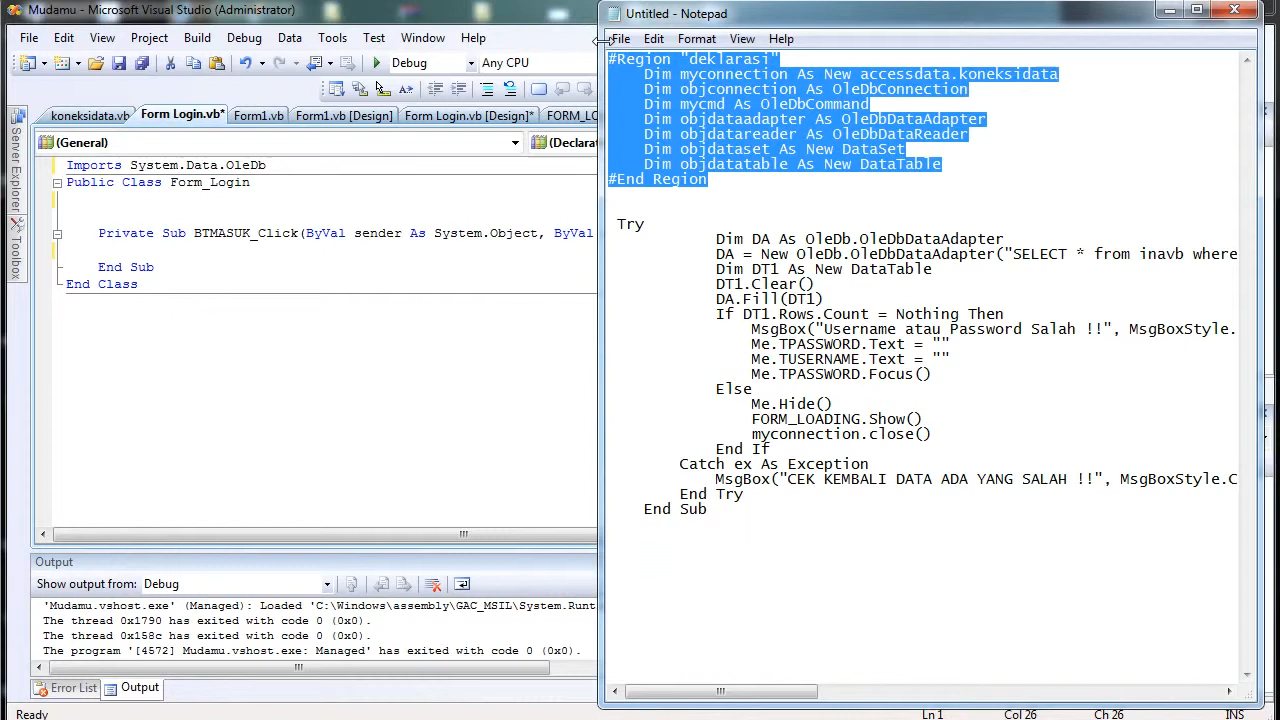 Mudamu - Microsoft Visual Studio (Administrator)
File Edit View Project Build Debug Data Tools Test Window Help
Debug Any CPU
koneksidata.vb Form Login.vb* Form1.vb Form1.vb [Design] Form Login.vb [Design]* FORM_LO
(General)
(Declarat
Server Explorer
Toolbox
Imports System.Data.OleDb
Public Class Form_Login
Private Sub BTMASUK_Click(ByVal sender As System.Object, ByVal
End Sub
End Class
Output
Show output from: Debug
'Mudamu.vshost.exe' (Managed): Loaded 'C:\Windows\assembly\GAC_MSIL\System.Runt
The thread 0x1790 has exited with code 0 (0x0).
The thread 0x158c has exited with code 0 (0x0).
The program '[4572] Mudamu.vshost.exe: Managed' has exited with code 0 (0x0).
Error List Output
Ready
Untitled - Notepad
File Edit Format View Help
#Region "deklarasi"
Dim myconnection As New accessdata.koneksidata
Dim objconnection As OleDbConnection
Dim mycmd As OleDbCommand
Dim objdataadapter As OleDbDataAdapter
Dim objdatareader As OleDbDataReader
Dim objdataset As New DataSet
Dim objdatatable As New DataTable
#End Region
Try
Dim DA As OleDb.OleDbDataAdapter
DA = New OleDb.OleDbDataAdapter("SELECT * from inavb where
Dim DT1 As New DataTable
DT1.Clear()
DA.Fill(DT1)
If DT1.Rows.Count = Nothing Then
MsgBox("Username atau Password Salah !!", MsgBoxStyle.
Me.TPASSWORD.Text = ""
Me.TUSERNAME.Text = ""
Me.TPASSWORD.Focus()
Else
Me.Hide()
FORM_LOADING.Show()
myconnection.close()
End If
Catch ex As Exception
MsgBox("CEK KEMBALI DATA ADA YANG SALAH !!", MsgBoxStyle.C
End Try
End Sub
Ln 1 Col 26 Ch 26 INS